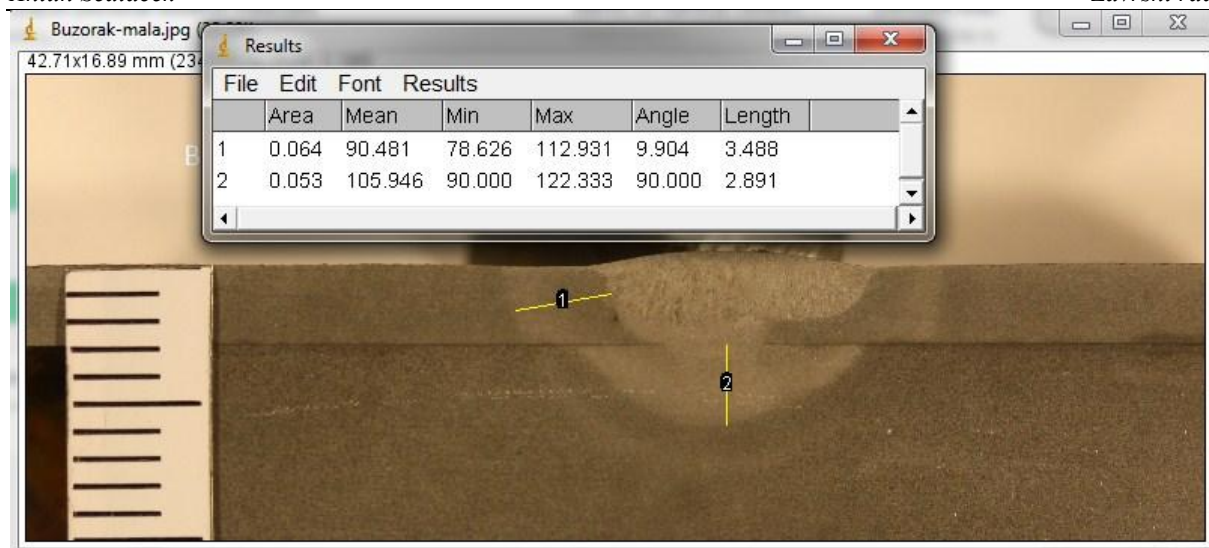 Buzorak-mala.jpg
Results
42.71x16.89 mm
File Edit Font Results
Area Mean Min Max Angle Length
1 0.064 90.481 78.626 112.931 9.904 3.488
2 0.053 105.946 90.000 122.333 90.000 2.891
B
1
2